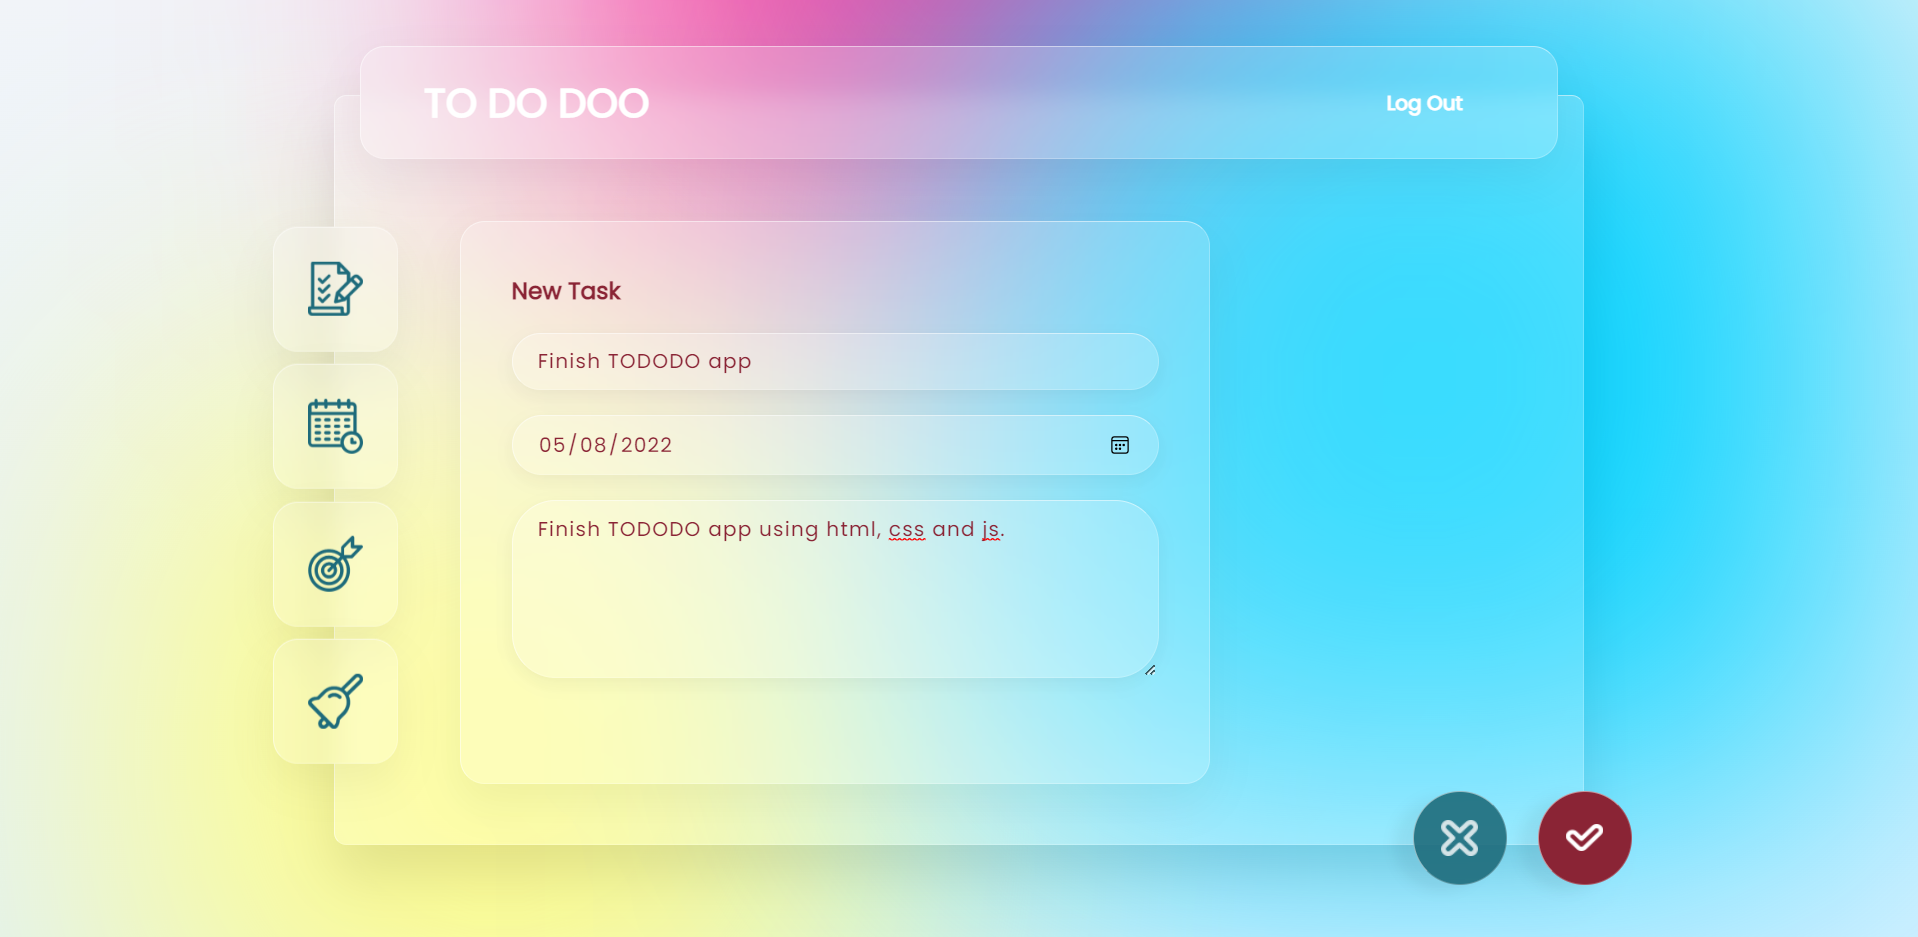 TO DO DOO
Log Out
New Task
Finish TODODO app
05/08/2022
Finish TODODO app using html, css and js.